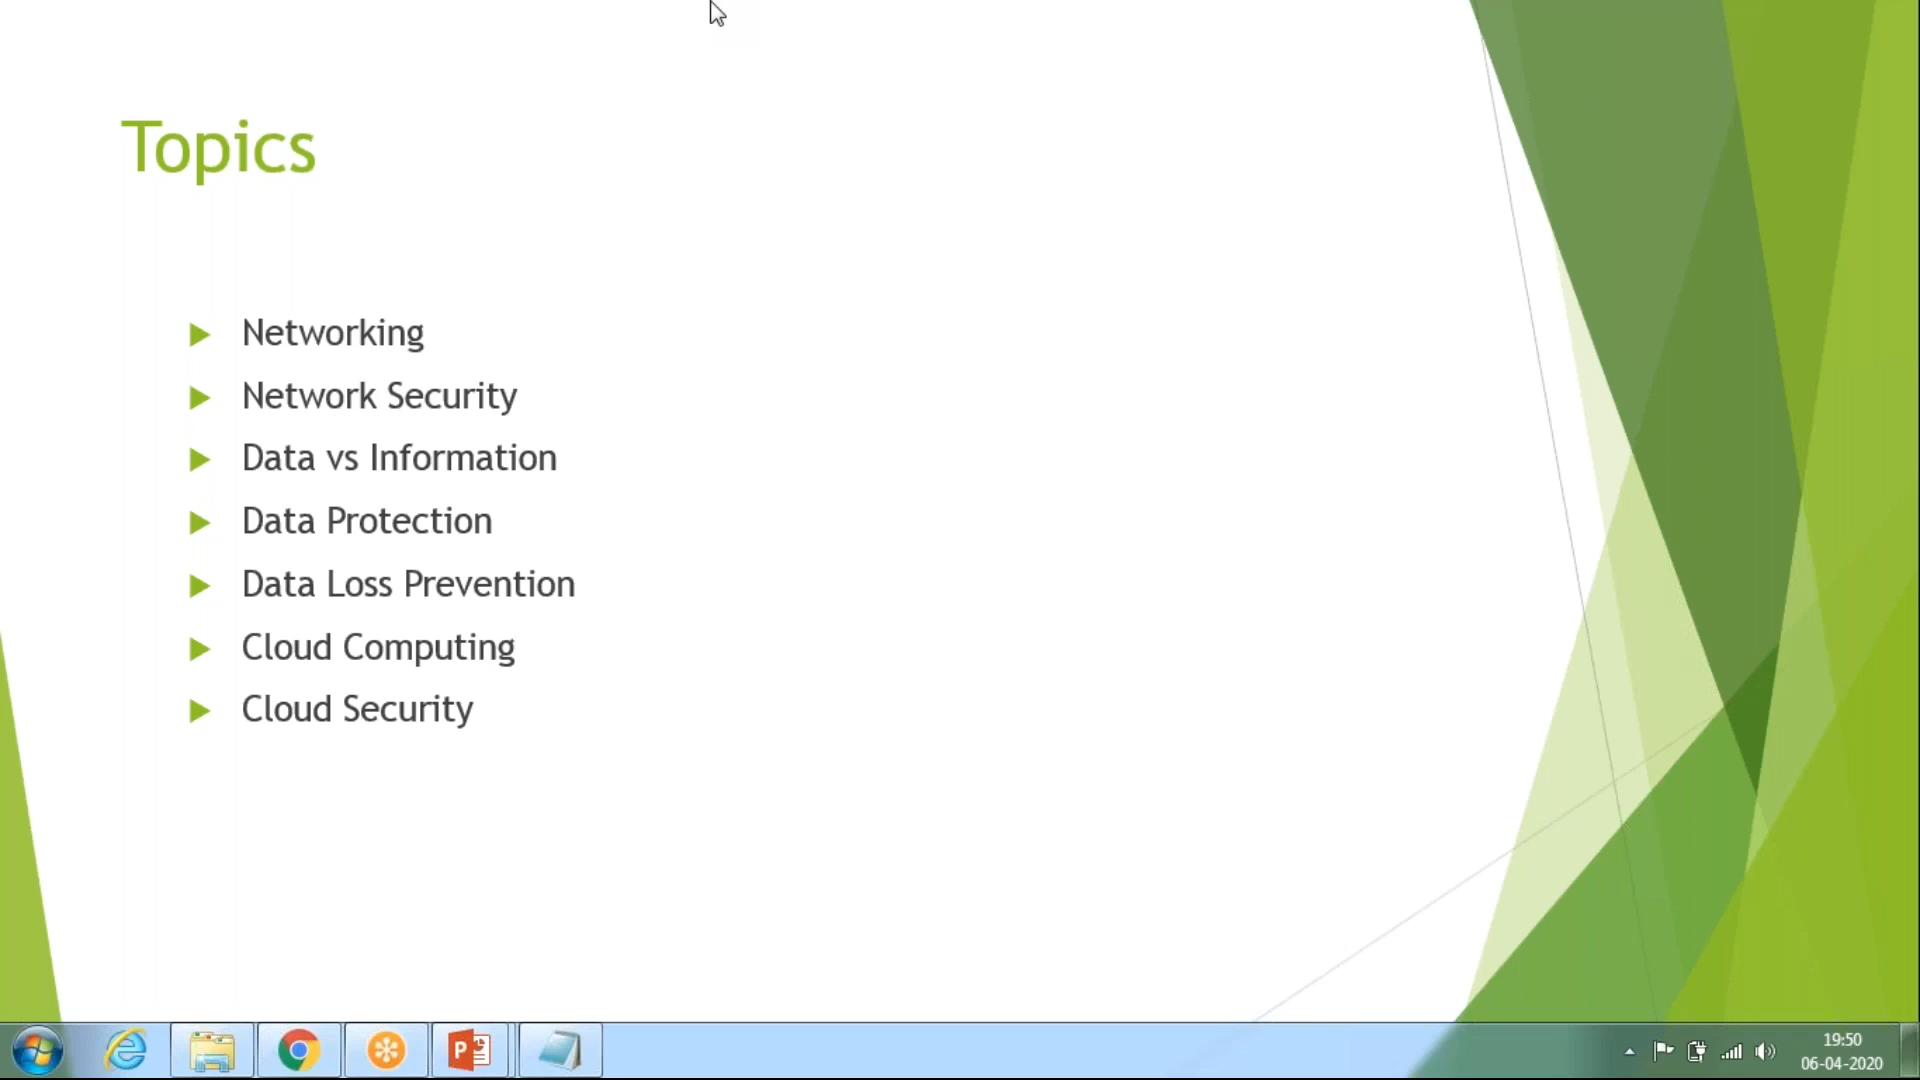 Topics
Networking
Network Security
Data vs Information
Data Protection
Data Loss Prevention
Cloud Computing
Cloud Security
19:50
06-04-2020